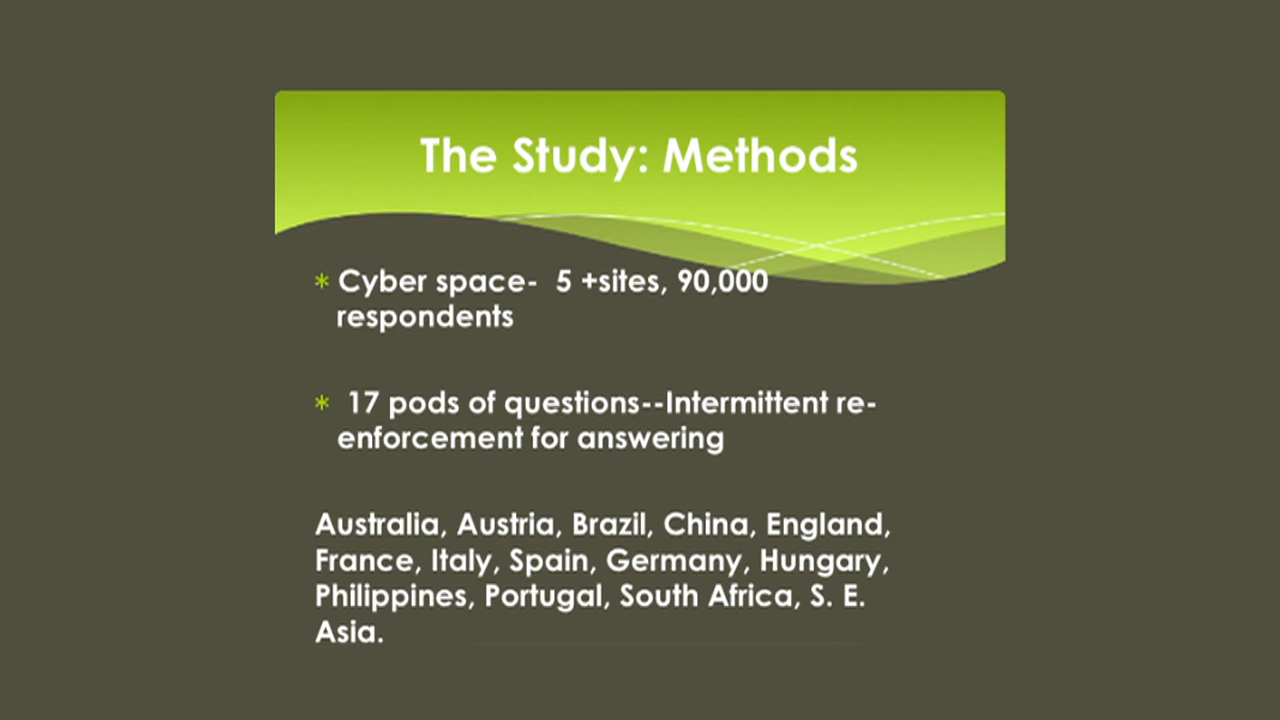 The Study: Methods
* Cyber space-  5 +sites, 90,000
respondents
*  17 pods of questions--Intermittent re-
enforcement for answering
Australia, Austria, Brazil, China, England,
France, Italy, Spain, Germany, Hungary,
Philippines, Portugal, South Africa, S. E.
Asia.